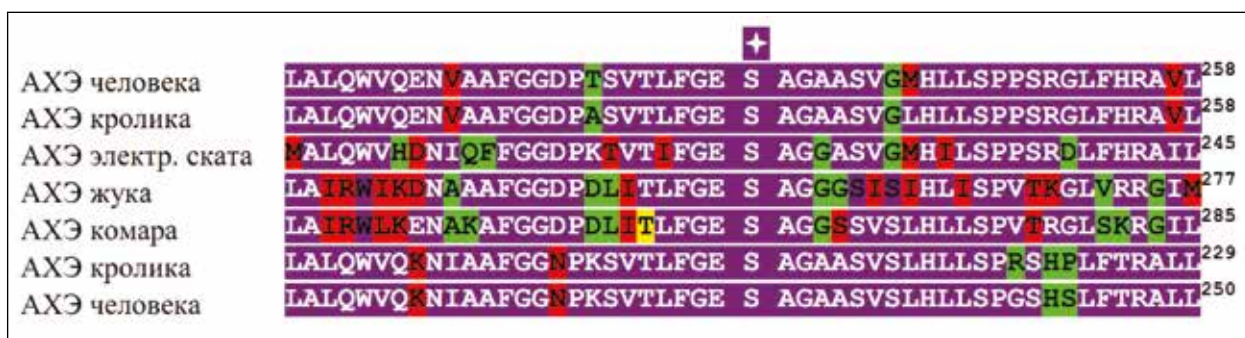 АХЭ человека LALQWVQENVAAFGGDPTSVTLFGE S AGAASVGMHLLSPPSRGLFHRAVL 258
АХЭ кролика LALQWVQENVAAFGGDPASVTLFGE S AGAASVGLHLLSPPSRGLFHRAVL 258
АХЭ электр. ската MALQWVHDNIQFFGGDPKTVTIFGE S AGGASVGMHILSPPSRDLFHRAIL 245
АХЭ жука LAIRWIKDNAAAFGGDPDLITLFGE S AGGGSISIHLISPVTKGLVRRGIM 277
АХЭ комара LAIRWLKENAKAFGGDPDLITLFGE S AGGSSVSLHLLSPVTRGLSKRGIL 285
АХЭ кролика LALQWVQKNIAAFGGNPKSVTLFGE S AGAASVSLHLLSPRSHPLFTRALL 229
АХЭ человека LALQWVQKNIAAFGGNPKSVTLFGE S AGAASVSLHLLSPGSHSLFTRALL 250